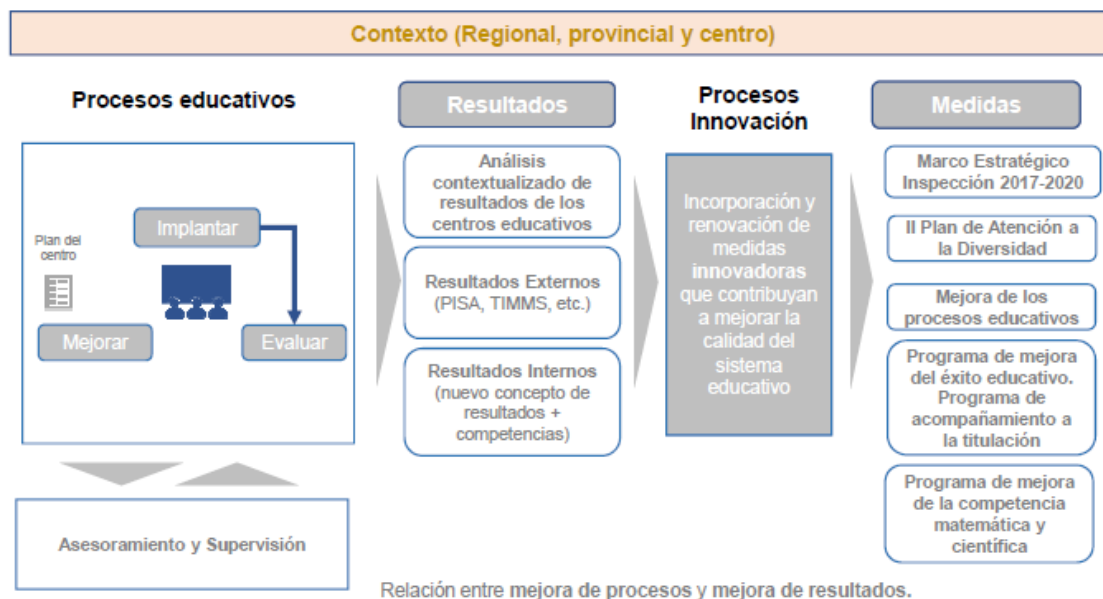 Contexto (Regional, provincial y centro)
Procesos educativos
Plan del
centro
Implantar
Mejorar
Evaluar
Asesoramiento y Supervisión
Resultados
Análisis
contextualizado de
resultados de los
centros educativos
Resultados Externos
(PISA, TIMMS, etc.)
Resultados Internos
(nuevo concepto de
resultados +
competencias)
Procesos
Innovación
Incorporación y
renovación de
medidas
innovadoras
que contribuyan
a mejorar la
calidad del
sistema
educativo
Medidas
Marco Estratégico
Inspección 2017-2020
II Plan de Atención a
la Diversidad
Mejora de los
procesos educativos
Programa de mejora
del éxito educativo.
Programa de
acompañamiento a
la titulación
Programa de mejora
de la competencia
matemática y
científica
Relación entre mejora de procesos y mejora de resultados.